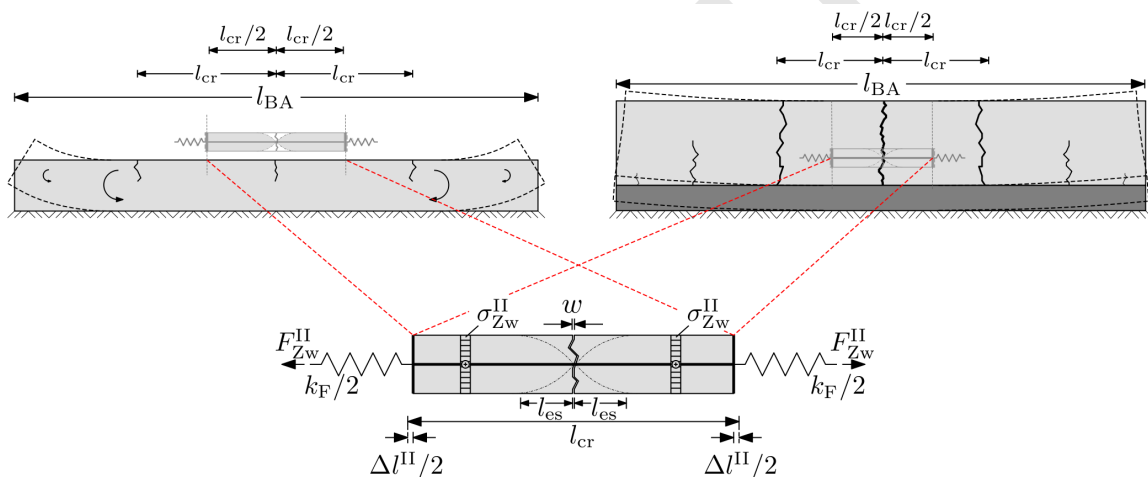 l_cr/2 l_cr/2
l_cr l_cr
l_BA
l_cr/2 l_cr/2
l_cr l_cr
l_BA
σ_Zw^II w σ_Zw^II
F_Zw^II F_Zw^II
k_F/2 k_F/2
l_es l_es
l_cr
Δl^II/2 Δl^II/2